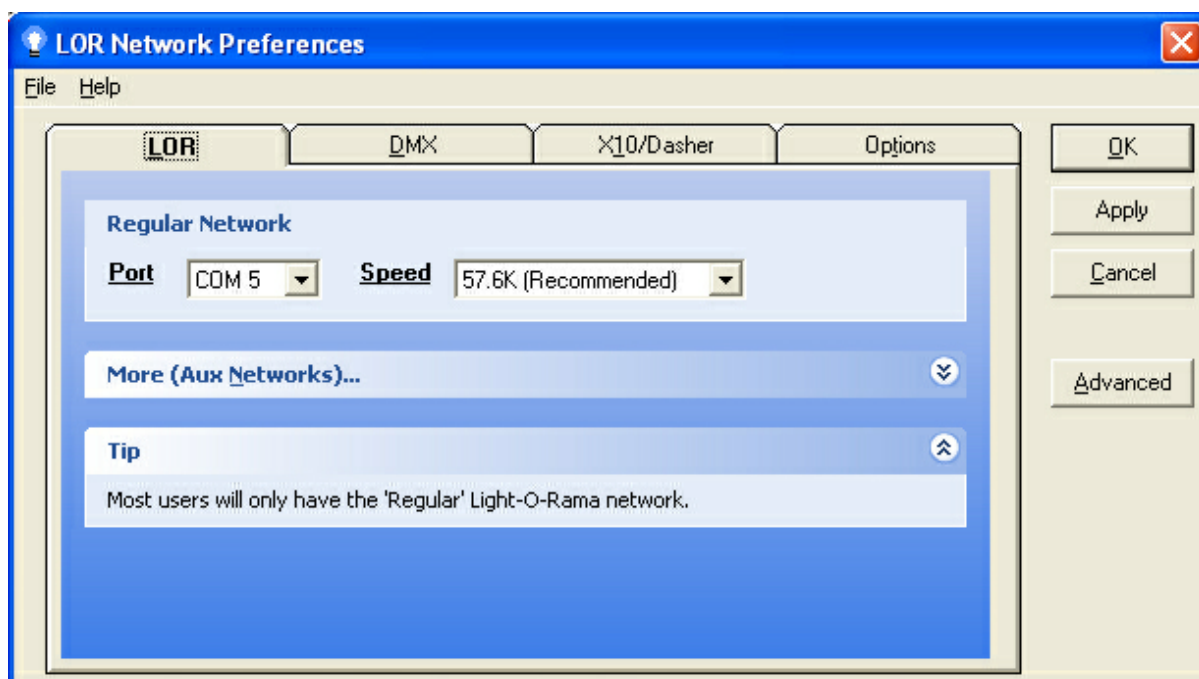 LOR Network Preferences
File Help
LOR DMX X10/Dasher Options
OK
Apply
Cancel
Advanced
Regular Network
Port COM 5 Speed 57.6K (Recommended)
More (Aux Networks)...
Tip
Most users will only have the 'Regular' Light-O-Rama network.